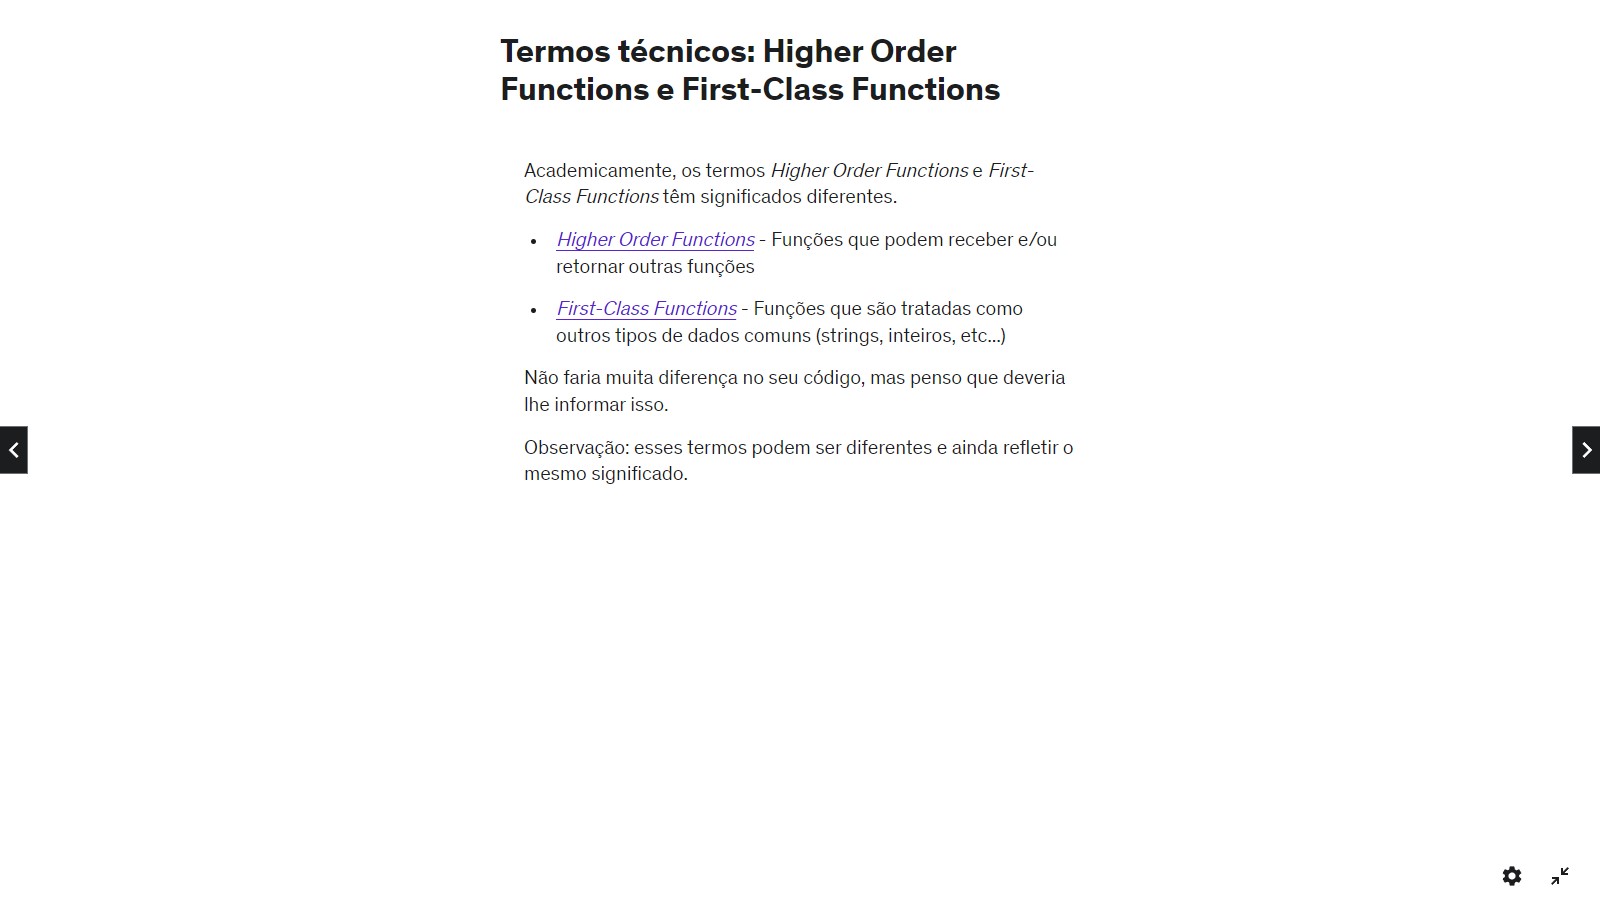 Termos técnicos: Higher Order
Functions e First-Class Functions
Academicamente, os termos Higher Order Functions e First-
Class Functions têm significados diferentes.
• Higher Order Functions - Funções que podem receber e/ou
retornar outras funções
• First-Class Functions - Funções que são tratadas como
outros tipos de dados comuns (strings, inteiros, etc...)
Não faria muita diferença no seu código, mas penso que deveria
lhe informar isso.
Observação: esses termos podem ser diferentes e ainda refletir o
mesmo significado.